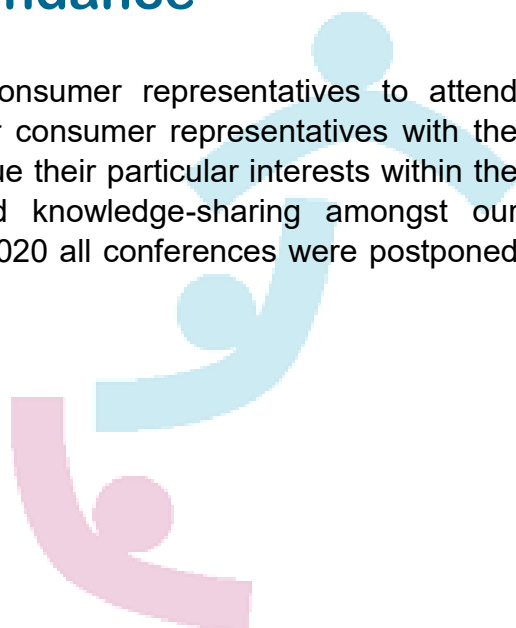 onsumer representatives to attend
consumer representatives with the
ue their particular interests within the
knowledge-sharing amongst our
020 all conferences were postponed